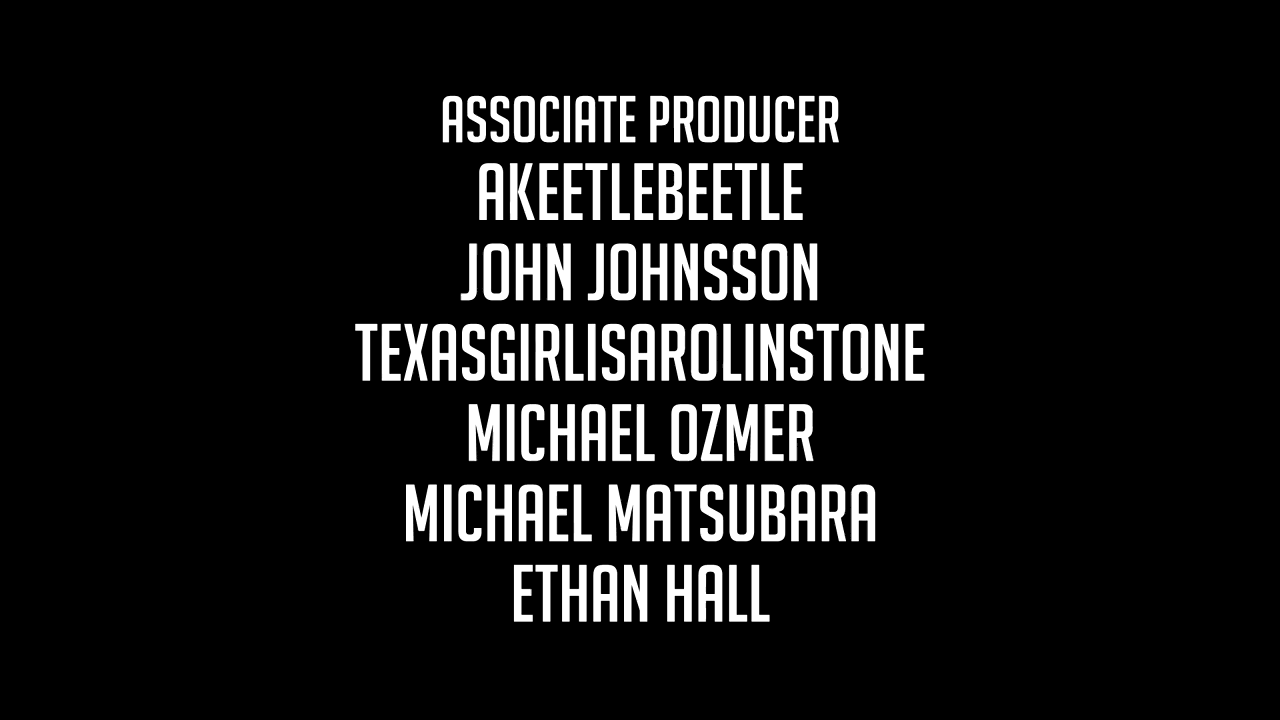 ASSOCIATE PRODUCER
AKEETLEBEETLE
JOHN JOHNSSON
TEXASGIRLISAROLINSTONE
MICHAEL OZMER
MICHAEL MATSUBARA
ETHAN HALL